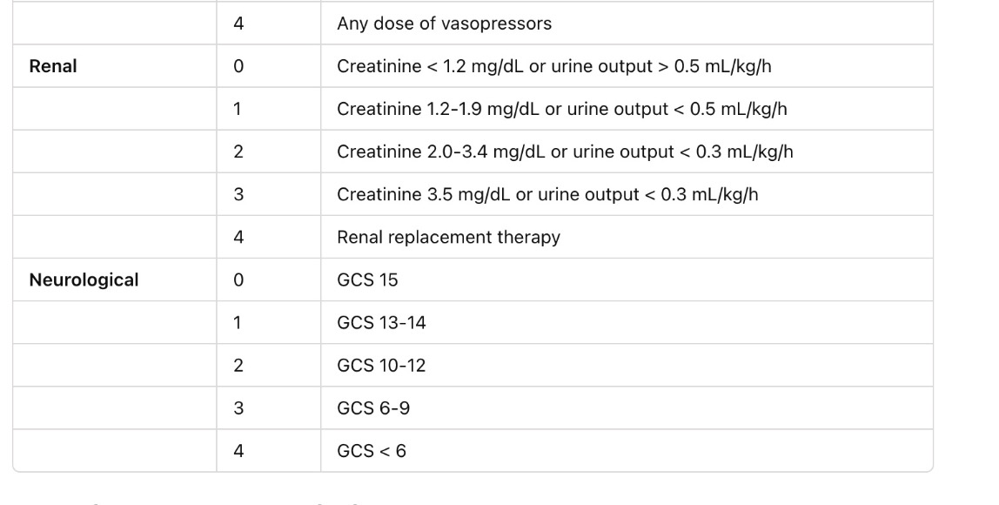 4 Any dose of vasopressors
Renal 0 Creatinine < 1.2 mg/dL or urine output > 0.5 mL/kg/h
1 Creatinine 1.2-1.9 mg/dL or urine output < 0.5 mL/kg/h
2 Creatinine 2.0-3.4 mg/dL or urine output < 0.3 mL/kg/h
3 Creatinine 3.5 mg/dL or urine output < 0.3 mL/kg/h
4 Renal replacement therapy
Neurological 0 GCS 15
1 GCS 13-14
2 GCS 10-12
3 GCS 6-9
4 GCS < 6